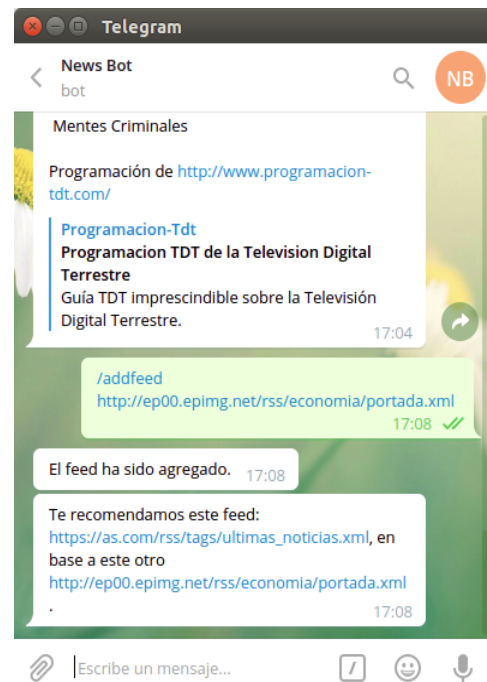 Telegram
News Bot
bot
NB
Mentes Criminales
Programación de http://www.programacion-
tdt.com/
Programacion-Tdt
Programacion TDT de la Television Digital
Terrestre
Guía TDT imprescindible sobre la Televisión
Digital Terrestre.
17:04
/addfeed
http://ep00.epimg.net/rss/economia/portada.xml
17:08
El feed ha sido agregado. 17:08
Te recomendamos este feed:
https://as.com/rss/tags/ultimas_noticias.xml, en
base a este otro
http://ep00.epimg.net/rss/economia/portada.xml
.
17:08
Escribe un mensaje...